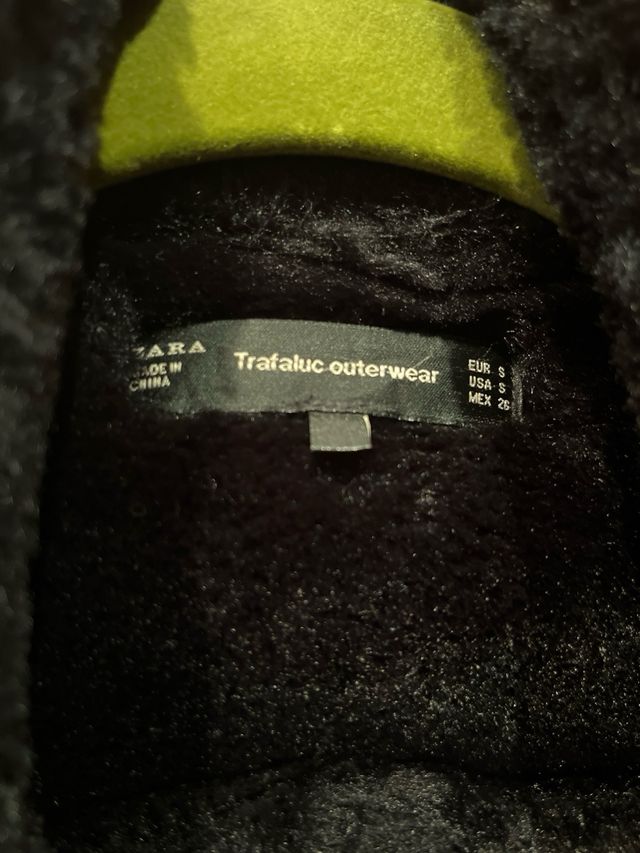 ZARA
MADE IN
CHINA
Trafaluc outerwear
EUR S
USA S
MEX 26